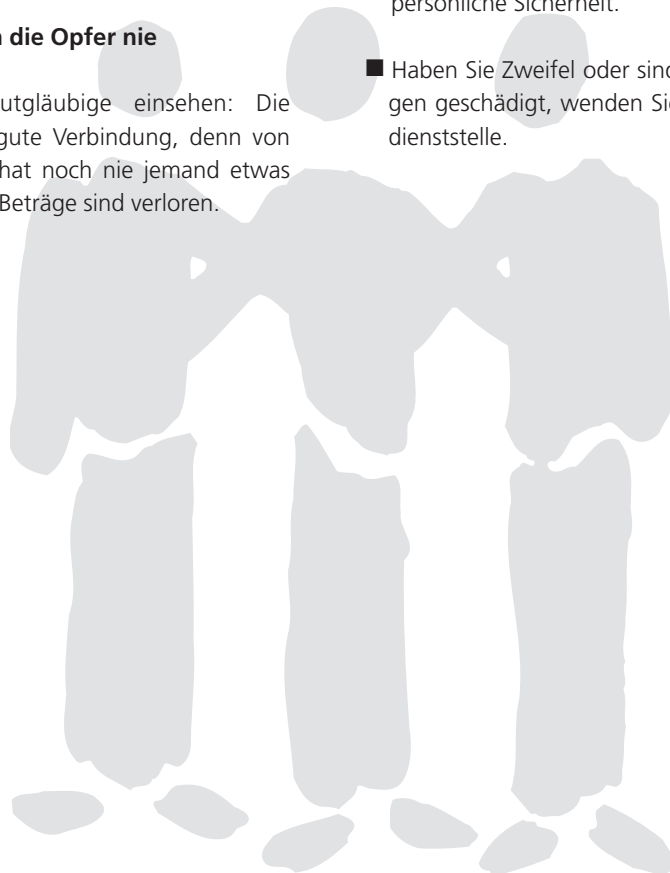 die Opfer nie
utgläubige einsehen: Die
gute Verbindung, denn von
hat noch nie jemand etwas
Beträge sind verloren.
persönliche Sicherheit.
■ Haben Sie Zweifel oder sind
gen geschädigt, wenden Sie
dienststelle.